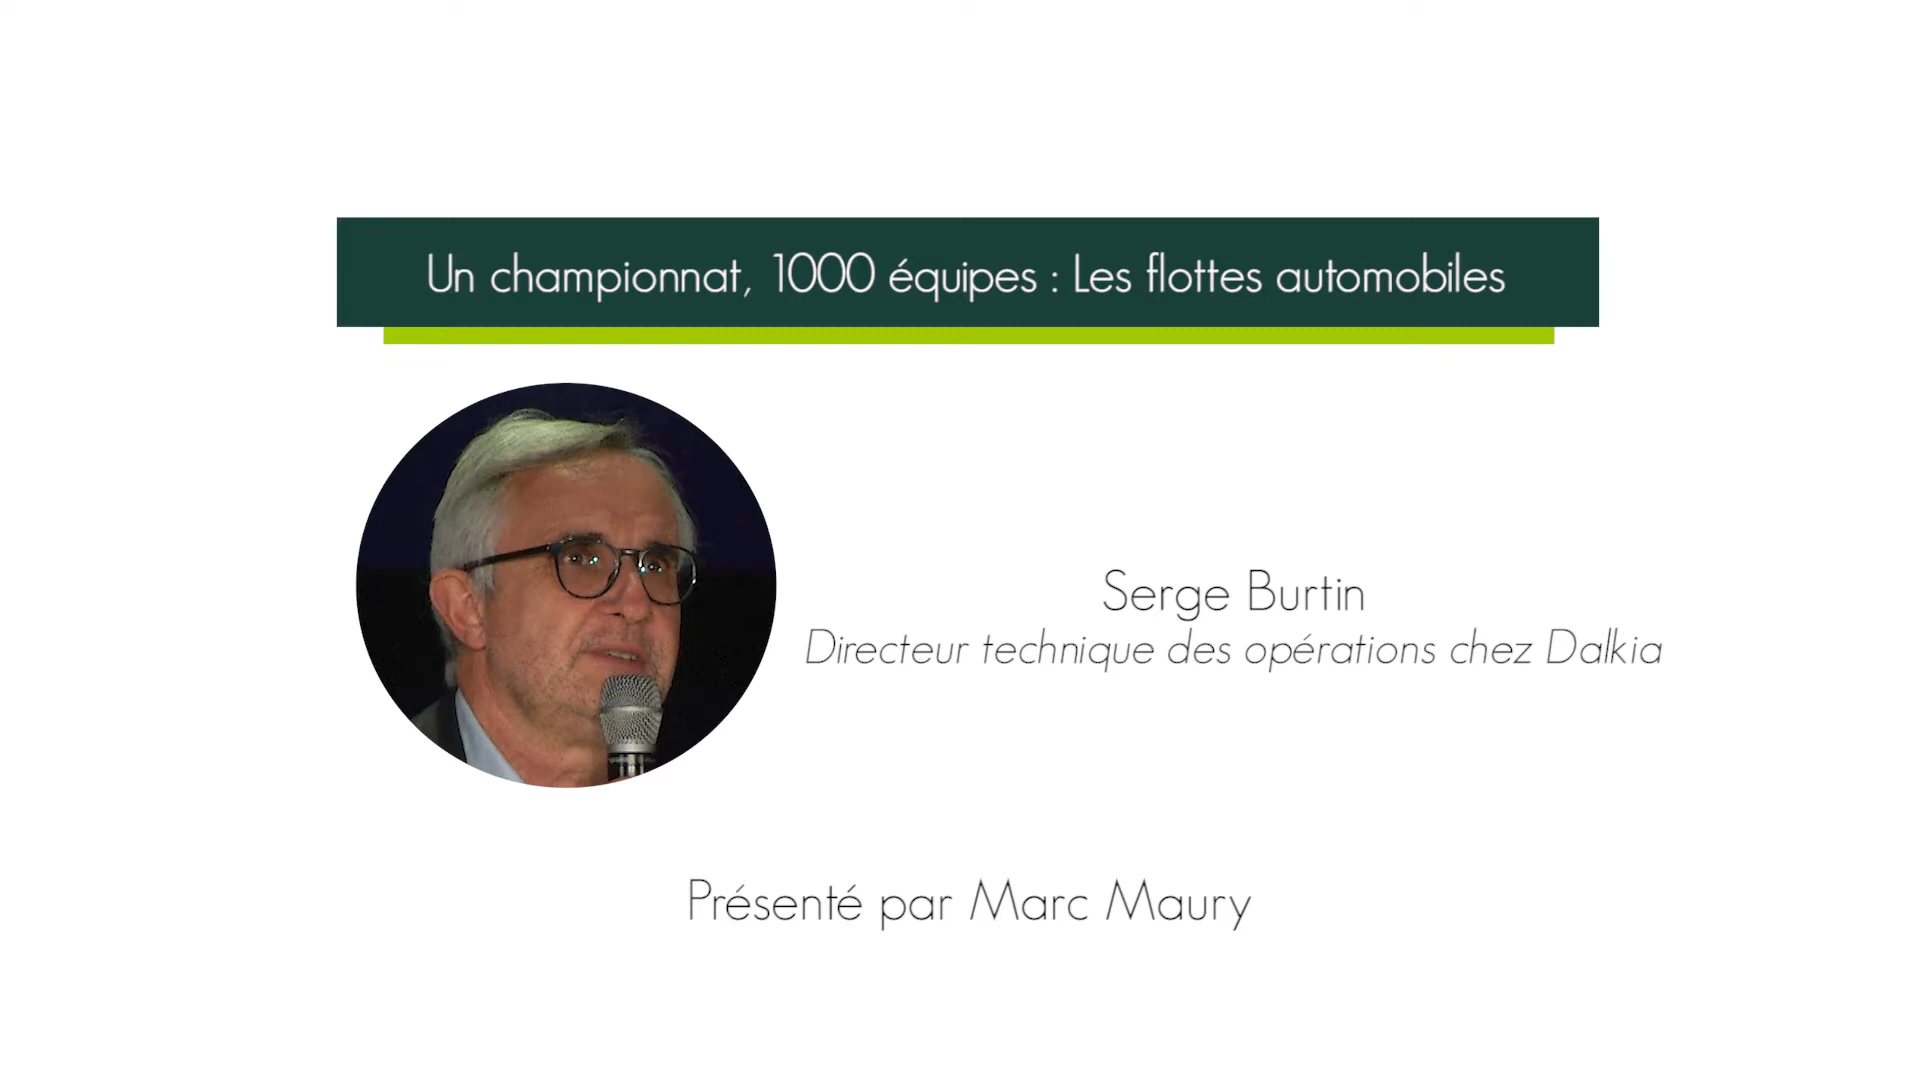 Un championnat, 1000 équipes : Les flottes automobiles
Serge Burtin
Directeur technique des opérations chez Dalkia
Présenté par Marc Maury